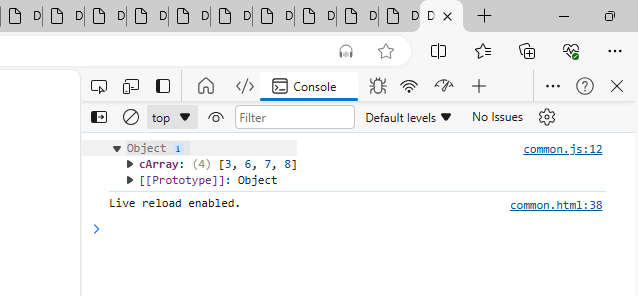 D D D D D D D D D D D
Console
top Filter Default levels No Issues
Object i common.js:12
cArray: (4) [3, 6, 7, 8]
[[Prototype]]: Object
Live reload enabled. common.html:38